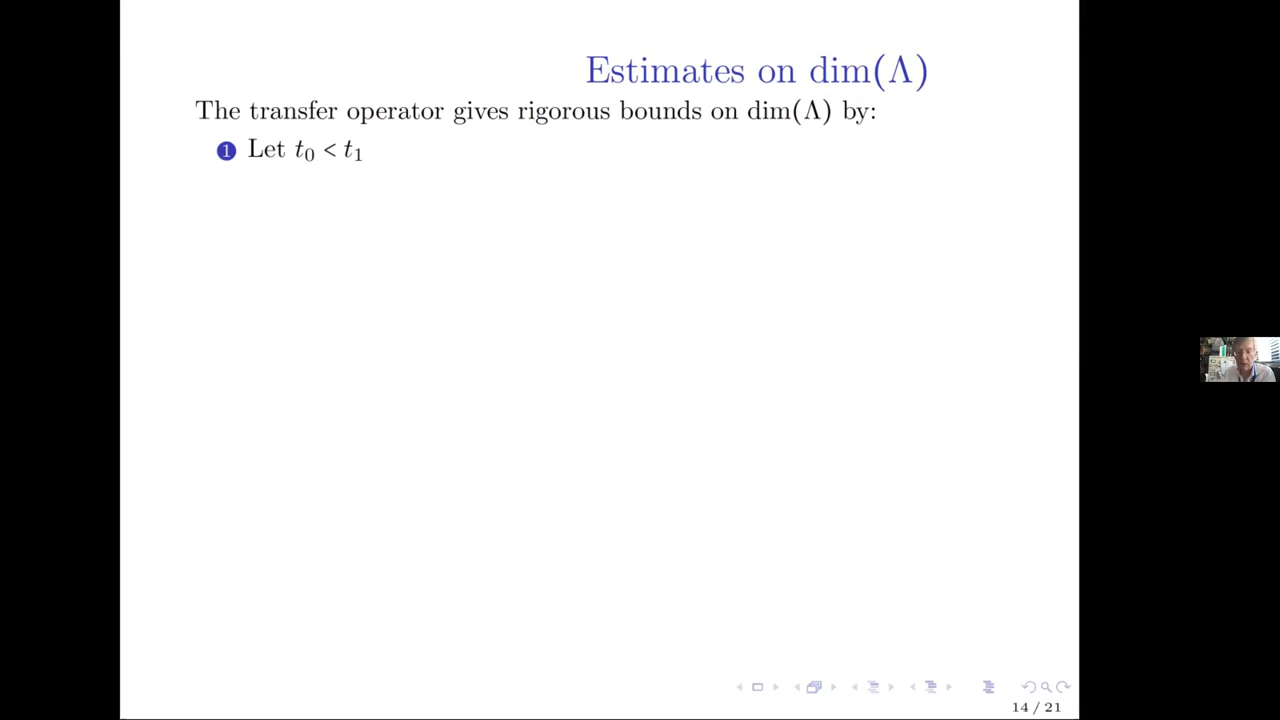 Estimates on dim(Λ)
The transfer operator gives rigorous bounds on dim(Λ) by:
1 Let t₀ < t₁
14 / 21